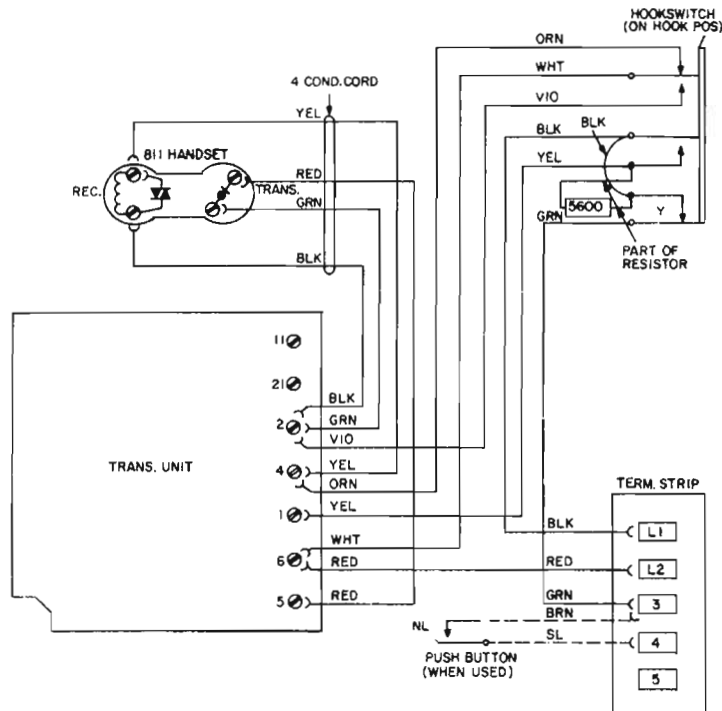 HOOKSWITCH
(ON HOOK POS)
ORN
WHT
4 COND.CORD
VIO
YEL
BLK
BLK
811 HANDSET
YEL
REC.
RED
TRANS.
GRN
5600
GRN
Y
PART OF
RESISTOR
BLK
11
21
BLK
2
GRN
VIO
TRANS. UNIT
4
YEL
ORN
TERM. STRIP
1
YEL
BLK
L1
WHT
6
RED
RED
L2
5
RED
GRN
3
BRN
NL
SL
4
PUSH BUTTON
(WHEN USED)
5